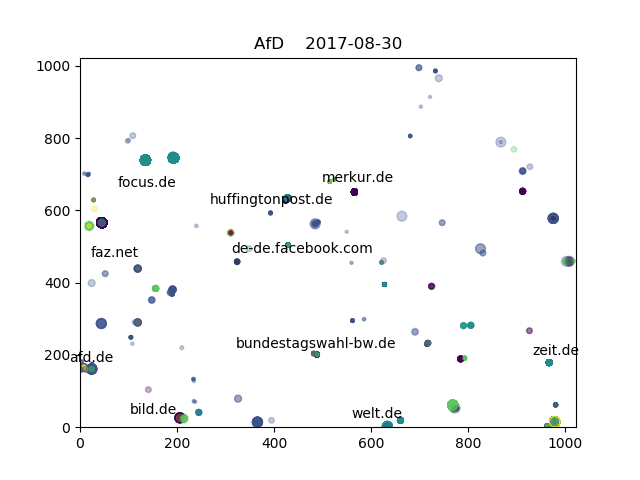 AfD    2017-08-30
1000
800
600
400
200
0
focus.de
merkur.de
huffingtonpost.de
faz.net
de-de.facebook.com
bundestagswahl-bw.de
zeit.de
afd.de
bild.de
welt.de
0
200
400
600
800
1000